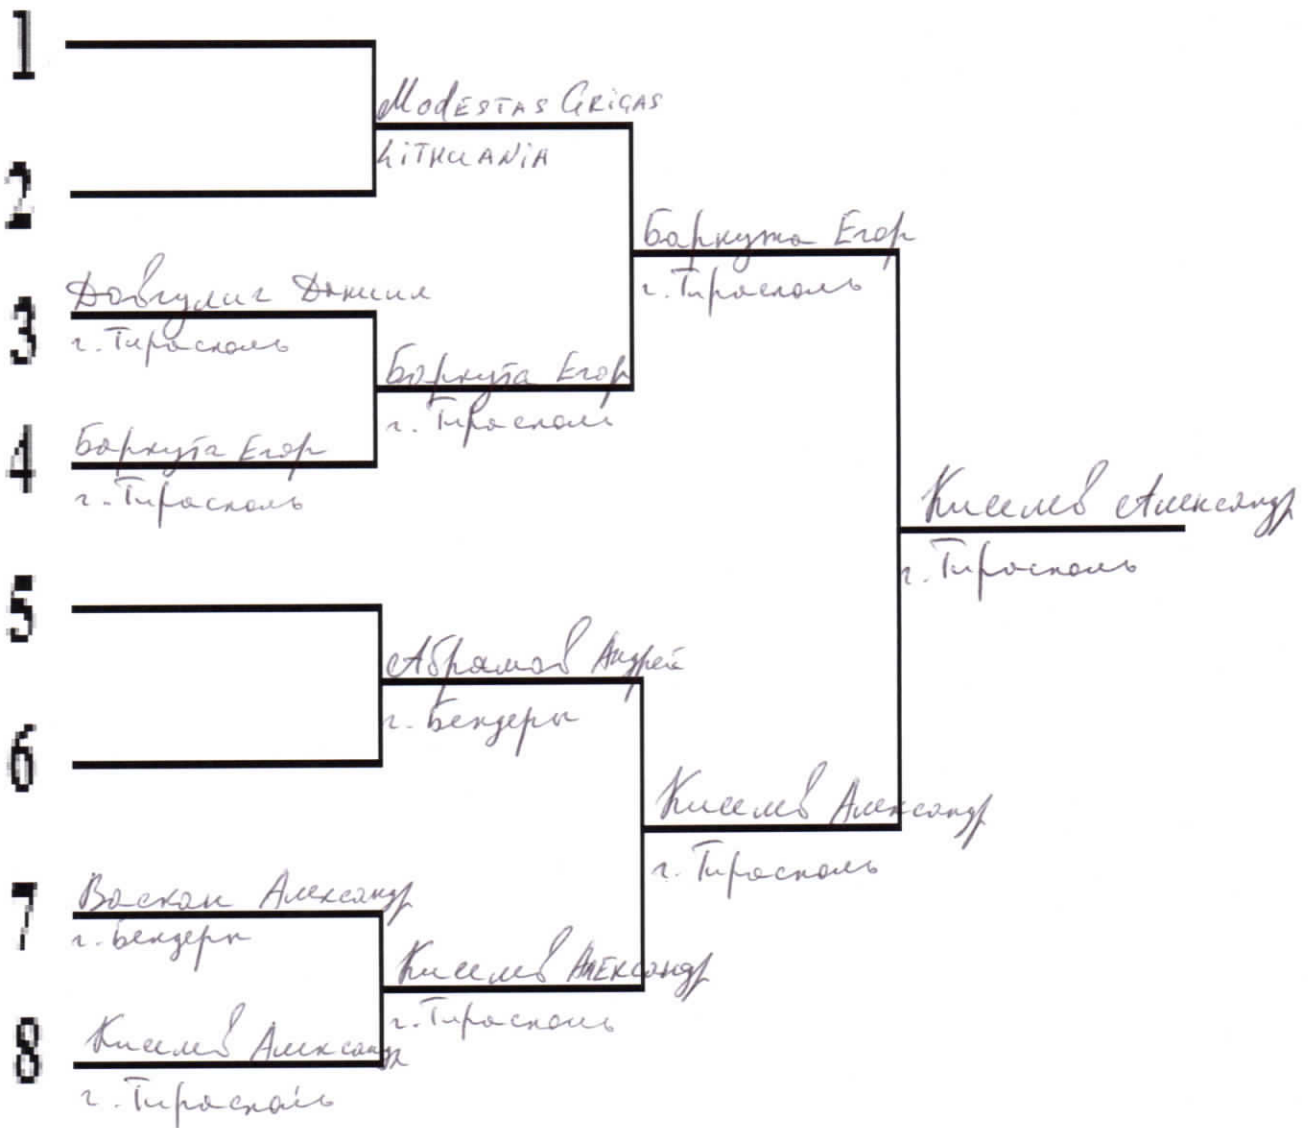 1
Modestas Grigas
Lithuania
2
Баркута Егор
г. Тирасполь
Довгулич Даниил
3
г. Тирасполь
Баркута Егор
г. Тирасполь
4
Баркута Егор
г. Тирасполь
Киселев Александр
г. Тирасполь
5
Абрамов Андрей
г. Бендеры
6
Киселев Александр
г. Тирасполь
7
Воскан Александр
г. Бендеры
Киселев Александр
г. Тирасполь
8
Киселев Александр
г. Тирасполь